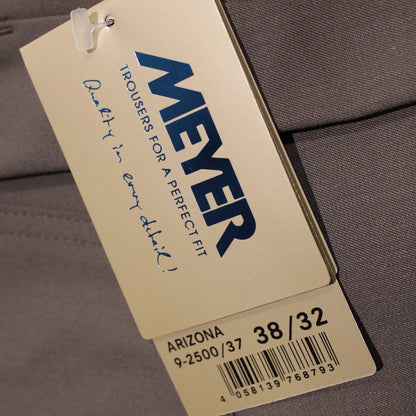 MEYER
TROUSERS FOR A PERFECT FIT
Quality in every detail!
ARIZONA
9-2500/37 38/32
4 058139 768793